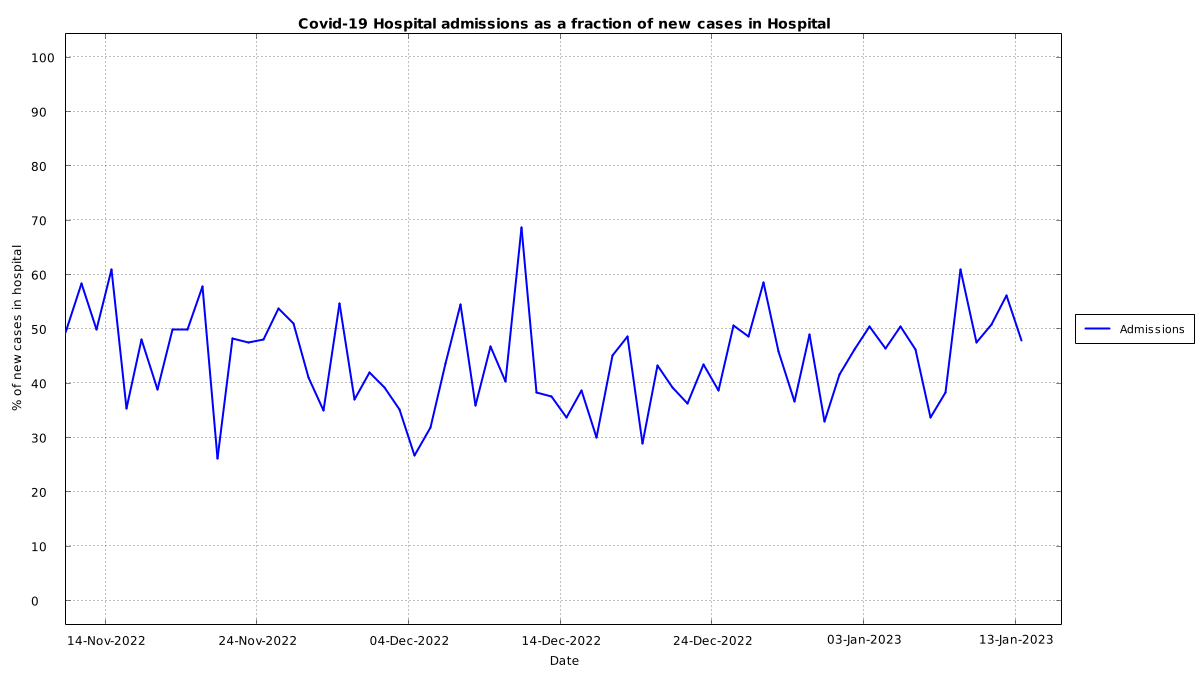 Covid-19 Hospital admissions as a fraction of new cases in Hospital
% of new cases in hospital
100
90
80
70
60
50
40
30
20
10
0
14-Nov-2022 24-Nov-2022 04-Dec-2022 14-Dec-2022 24-Dec-2022 03-Jan-2023 13-Jan-2023
Date
Admissions